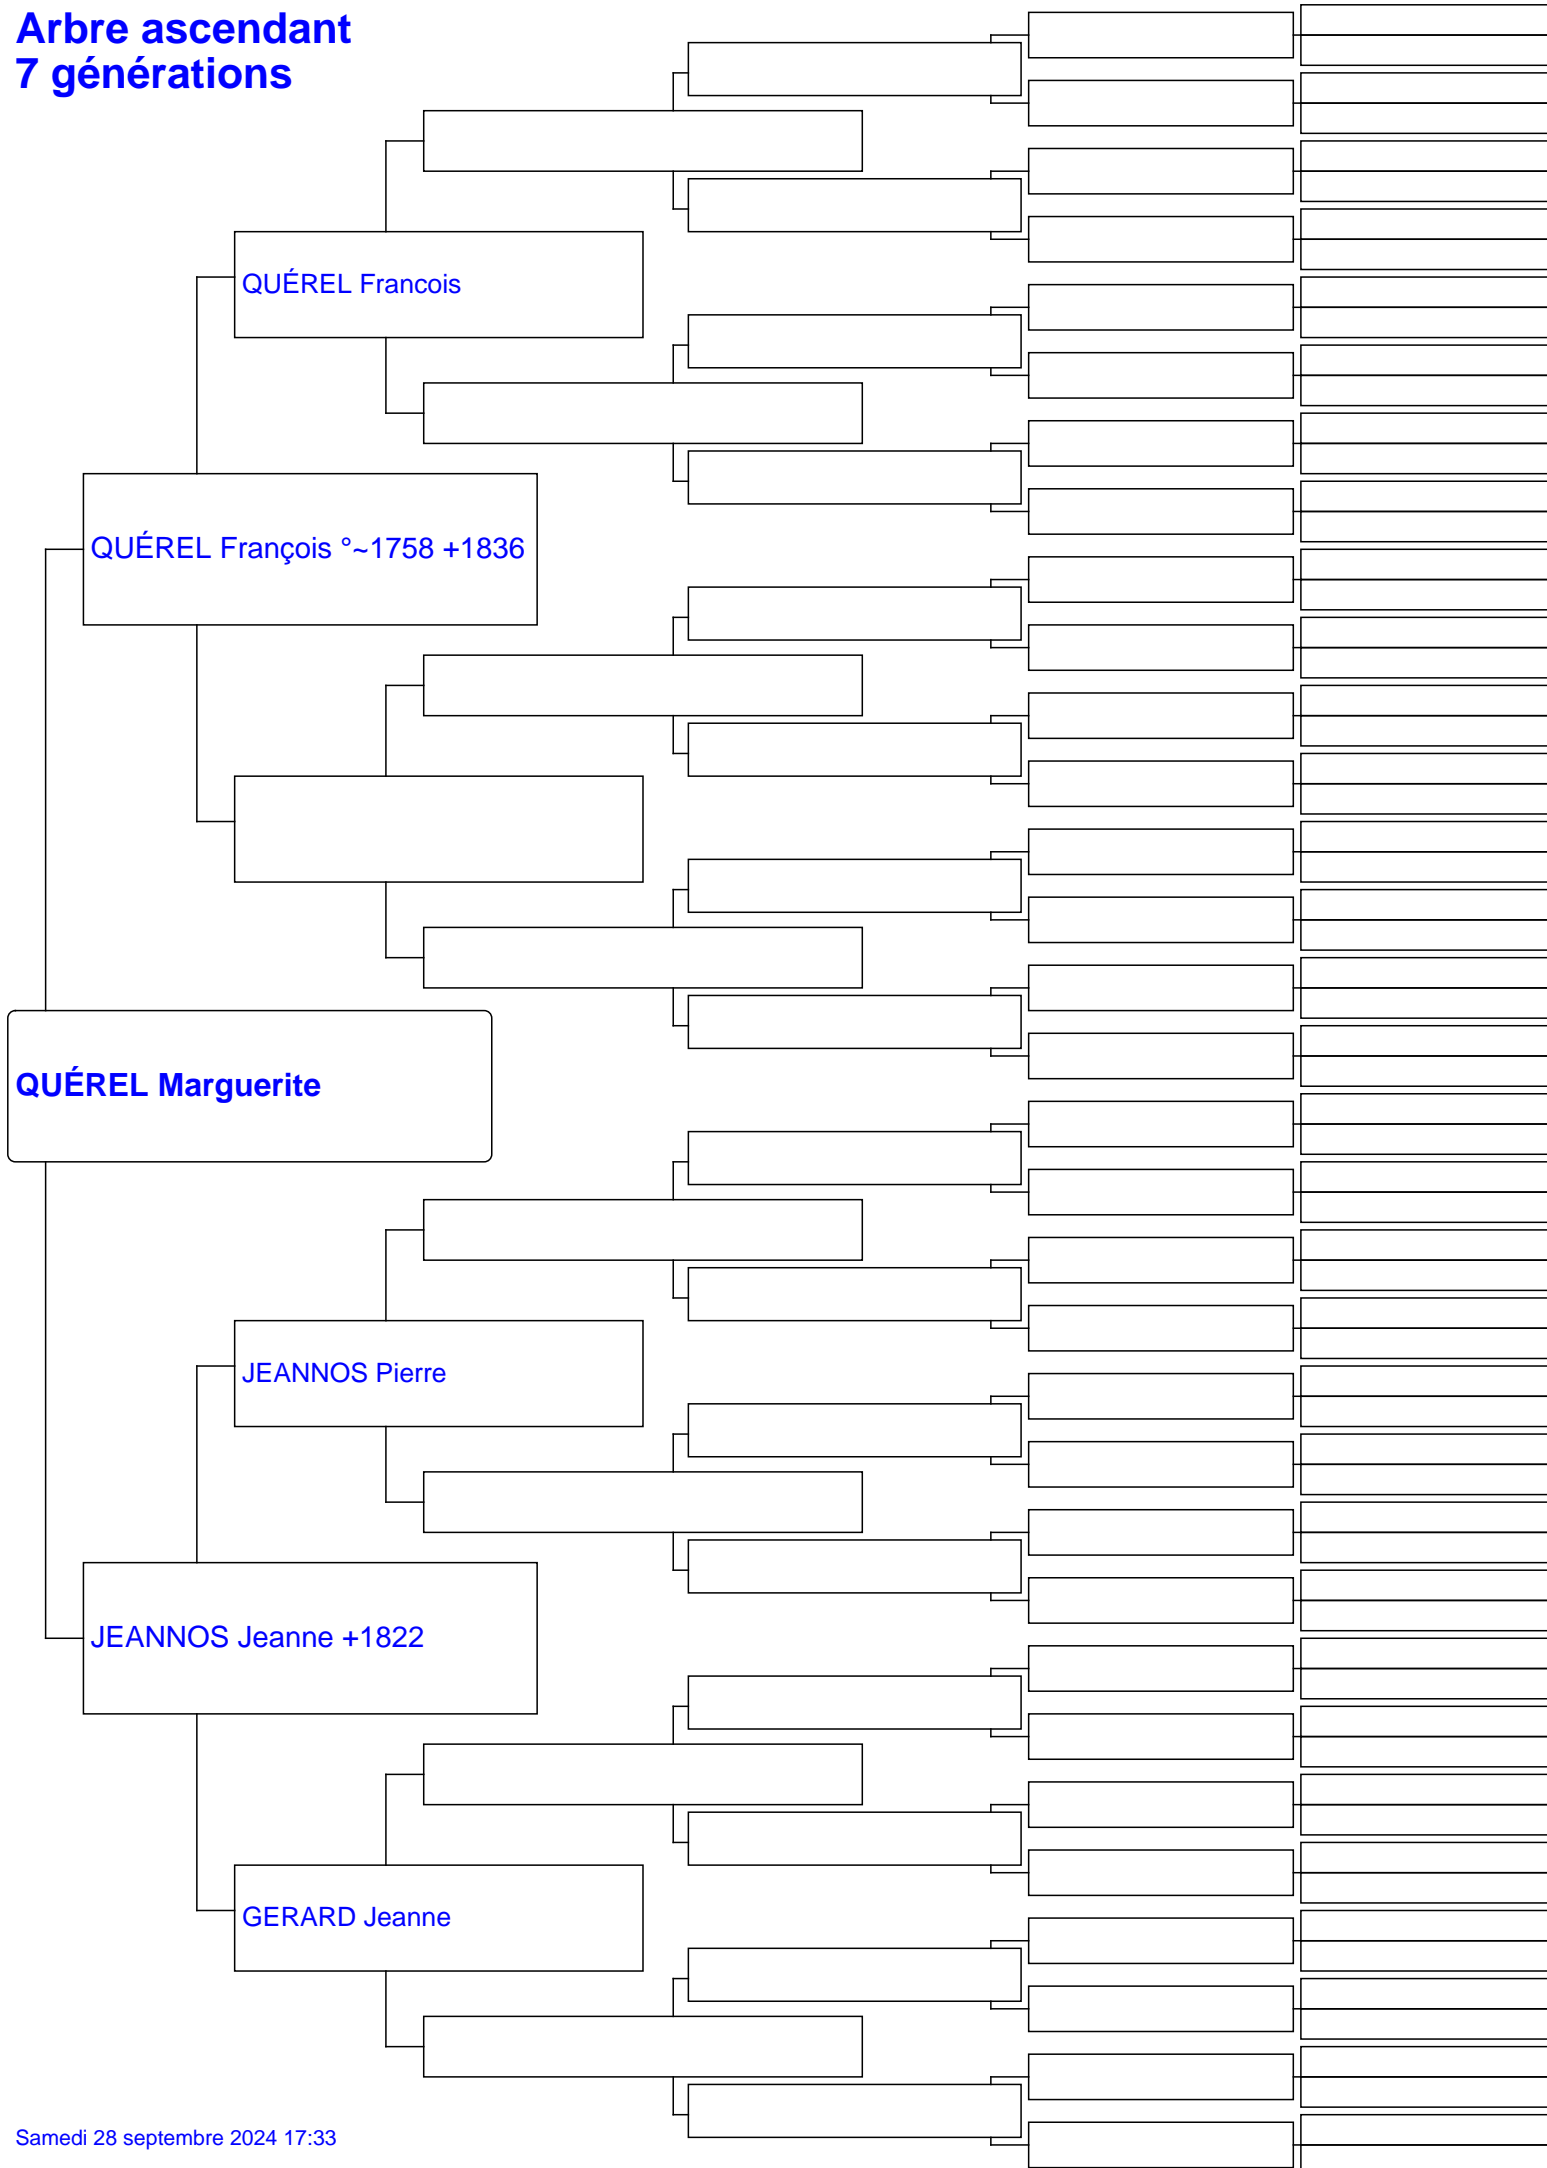 Arbre ascendant
7 générations
QUÉREL Francois
QUÉREL François °~1758 +1836
QUÉREL Marguerite
JEANNOS Pierre
JEANNOS Jeanne +1822
GERARD Jeanne
Samedi 28 septembre 2024 17:33